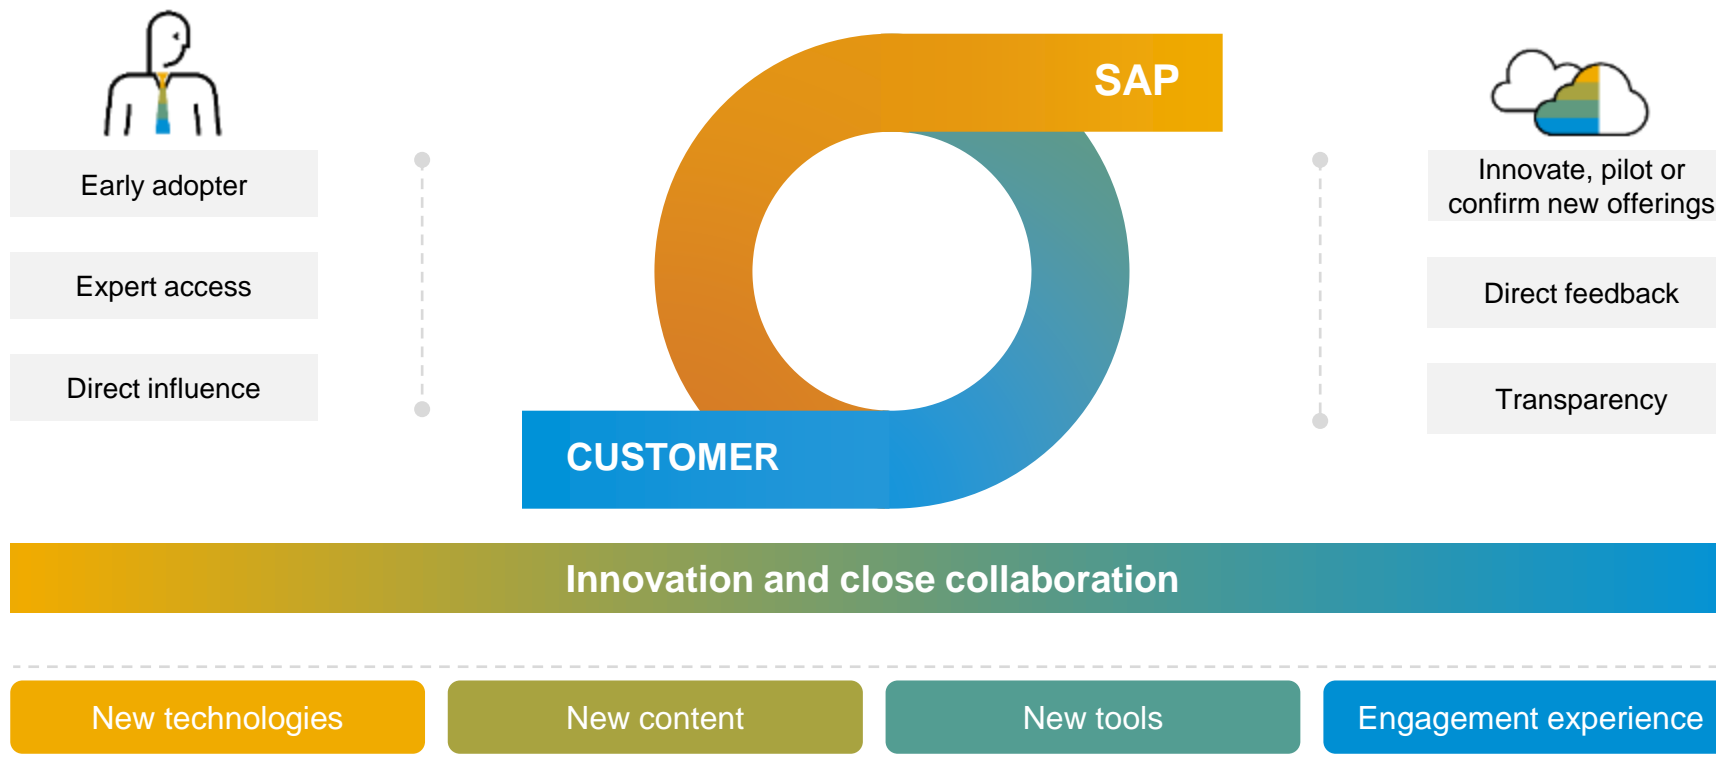 SAP
Early adopter
Expert access
Direct influence
CUSTOMER
Innovate, pilot or
confirm new offerings
Direct feedback
Transparency
Innovation and close collaboration
New technologies
New content
New tools
Engagement experience